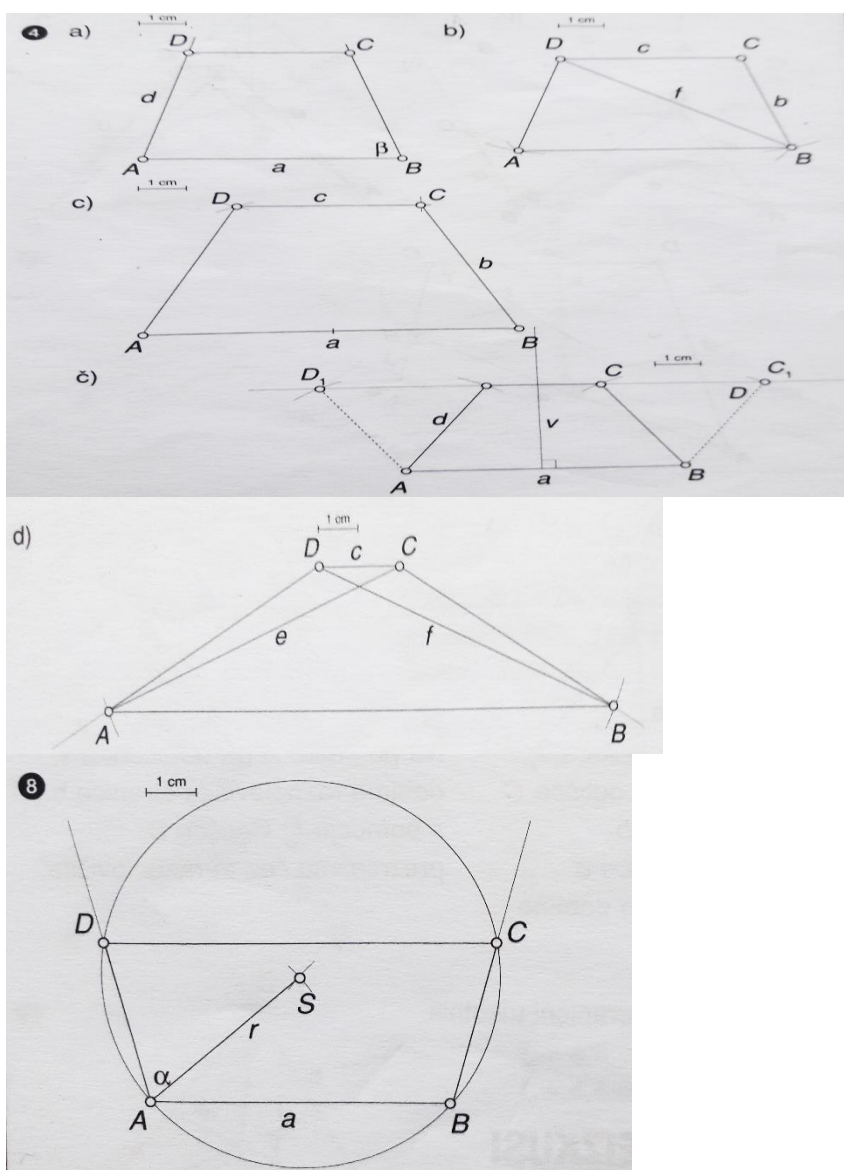 4 a) 1 cm
D C
d
β
A a B
b) 1 cm
D c C
f
b
A B
c) 1 cm
D c C
b
A a B
č) 1 cm
D₁ C C₁
D
d v
A a B
d) 1 cm
D c C
e f
A B
8 1 cm
D C
S
r
α
A a B